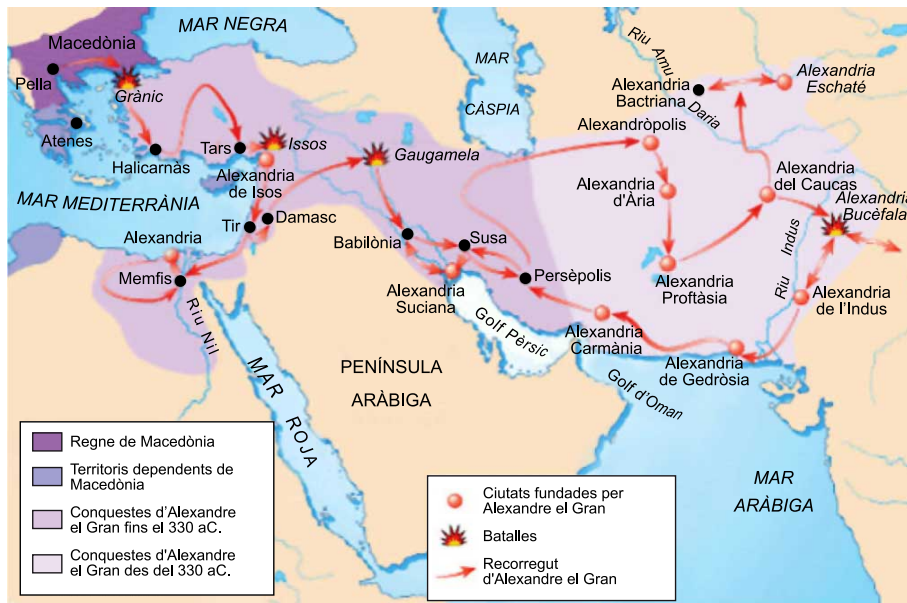 MAR NEGRA
Macedònia
Pella
Grànic
Atenes
Halicarnàs
Tars
Issos
Alexandria
de Isos
MAR MEDITERRÀNIA
Tir
Damasc
Alexandria
Memfis
Riu Nil
MAR ROJA
MAR
CÀSPIA
Gaugamela
Babilònia
Susa
Alexandria
Suciana
Persèpolis
Golf Pèrsic
PENÍNSULA
ARÀBIGA
Riu Amu
Daria
Alexandria
Bactriana
Alexandria
Eschaté
Alexandròpolis
Alexandria
d'Ària
Alexandria
Proftàsia
Alexandria
del Caucas
Alexandria
Bucèfala
Riu Indus
Alexandria
de l'Indus
Alexandria
Carmània
Alexandria
de Gedròsia
Golf d'Oman
MAR
ARÀBIGA
Regne de Macedònia
Territoris dependents de
Macedònia
Conquestes d'Alexandre
el Gran fins el 330 aC.
Conquestes d'Alexandre
el Gran des del 330 aC.
Ciutats fundades per
Alexandre el Gran
Batalles
Recorregut
d'Alexandre el Gran